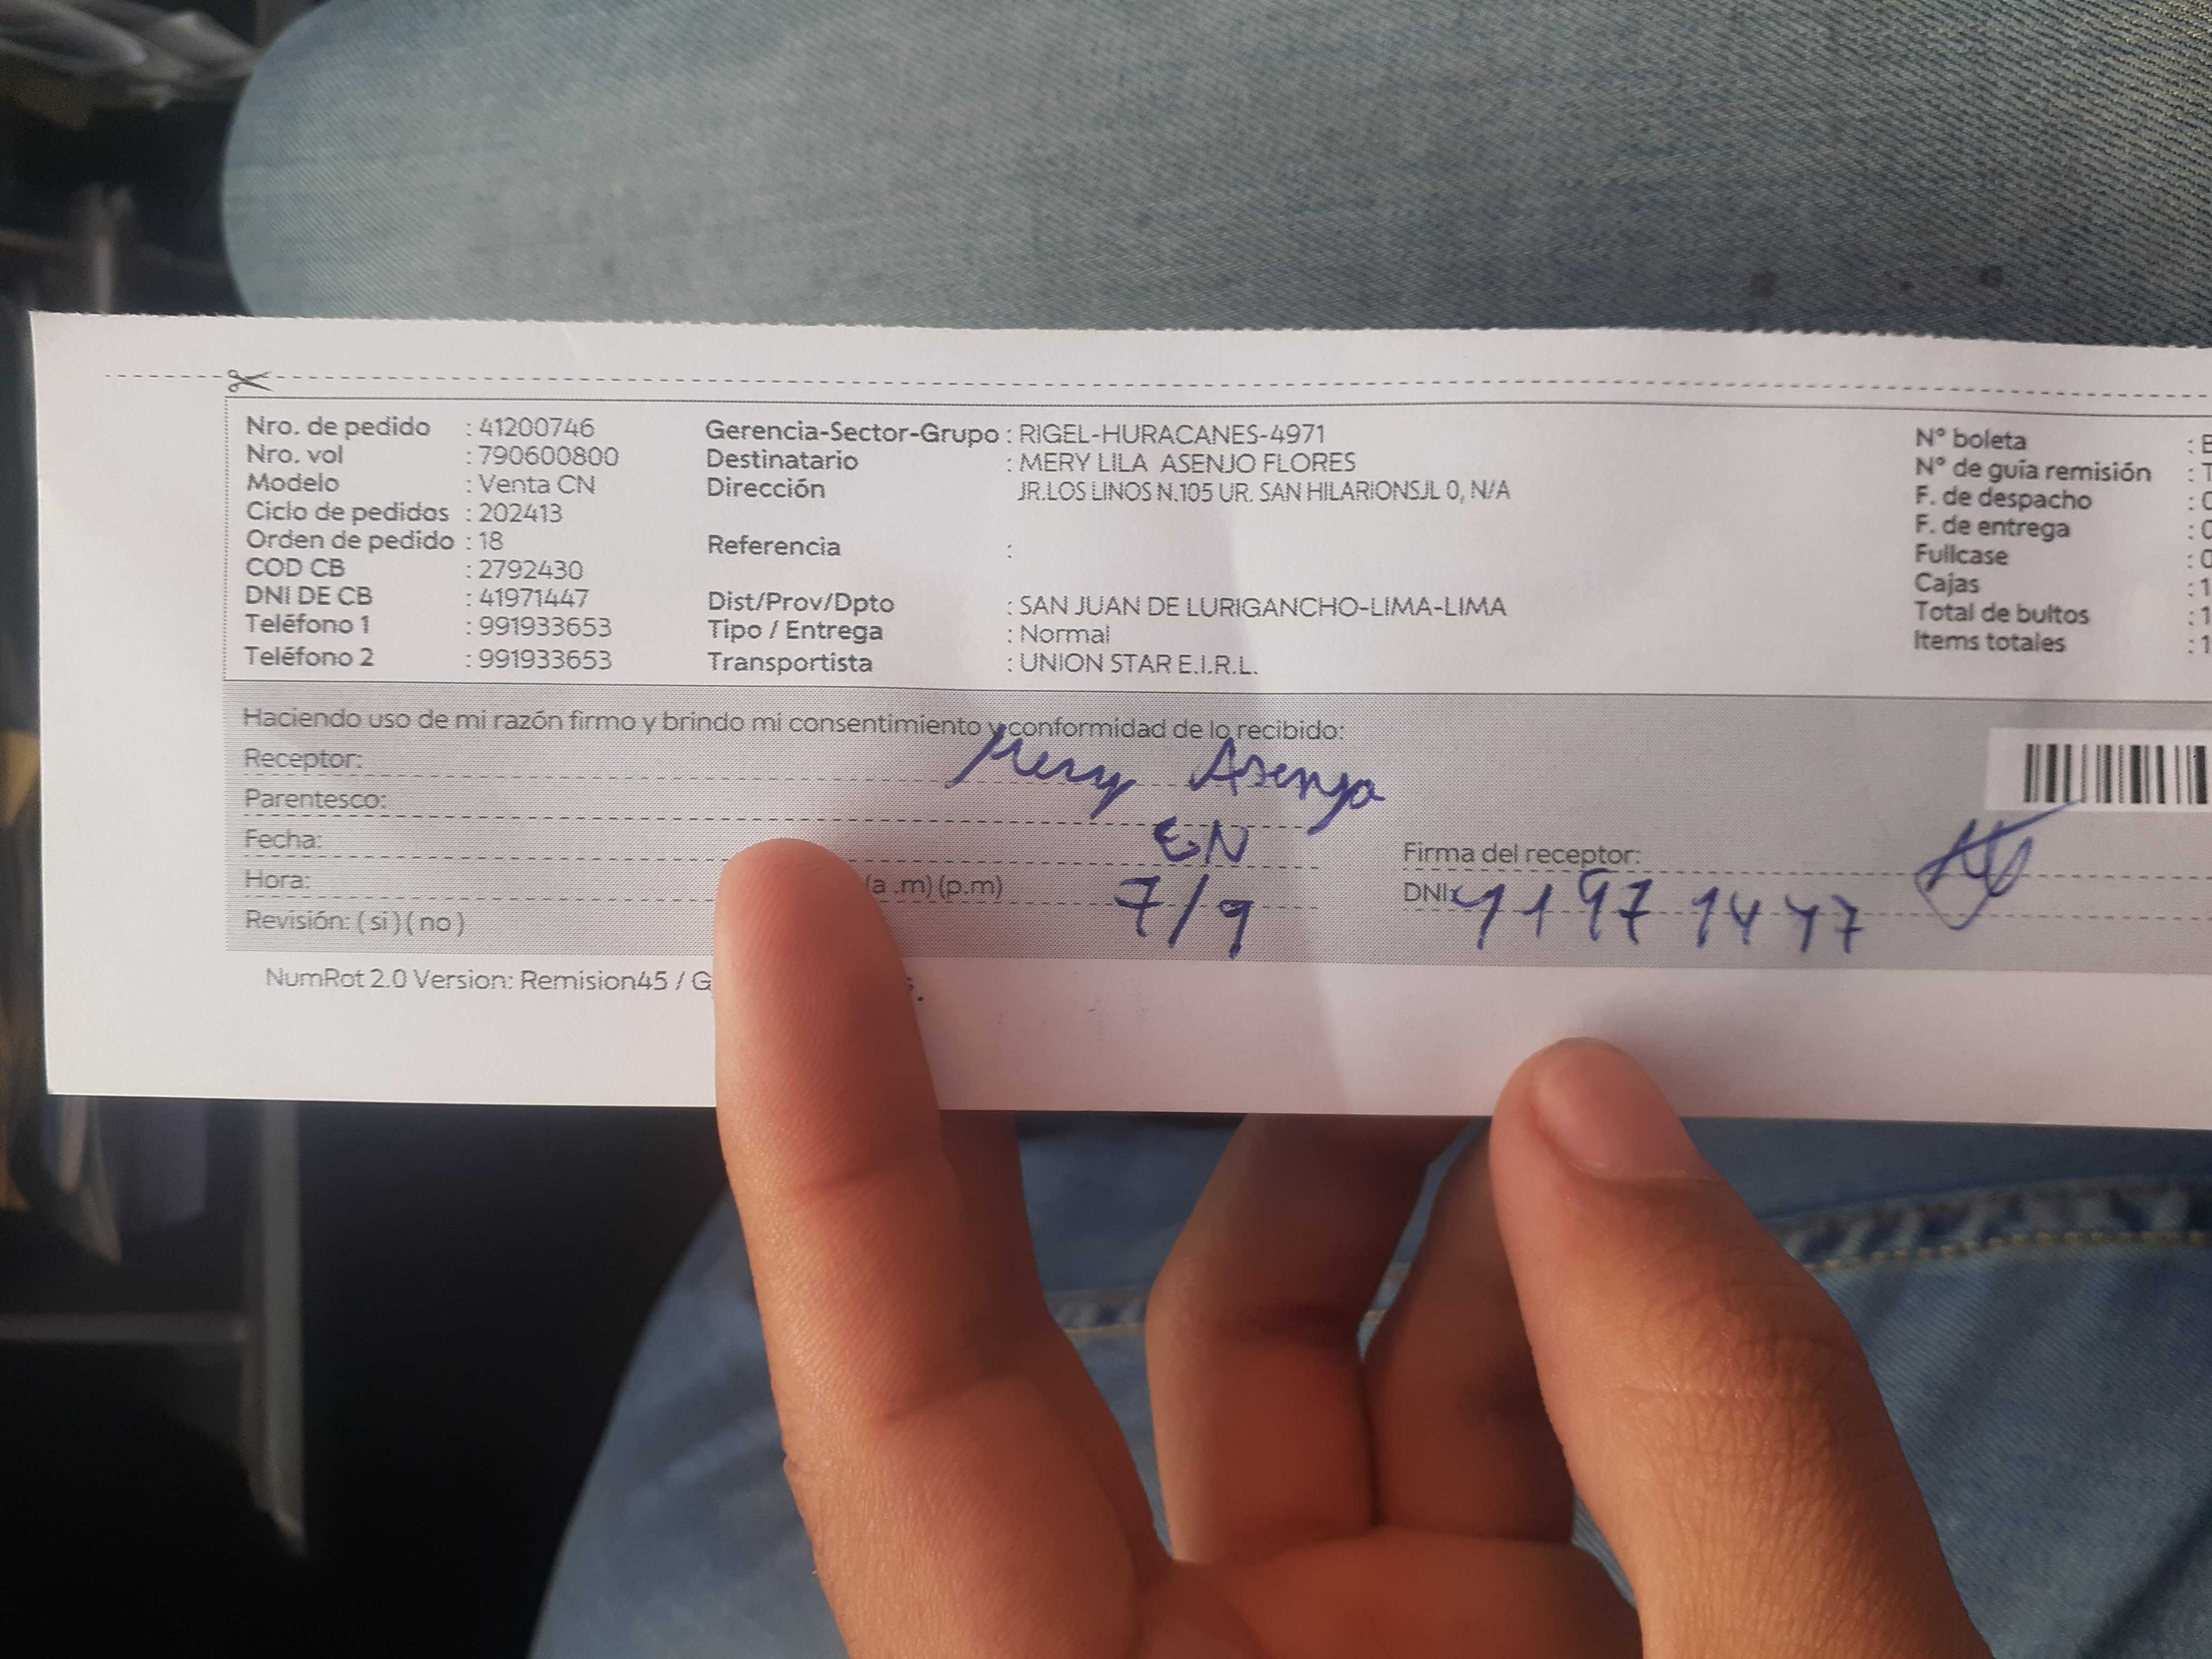 Nro. de pedido : 41200746
Nro. vol : 790600800
Modelo : Venta CN
Ciclo de pedidos : 202413
Orden de pedido : 18
COD CB : 2792430
DNI DE CB : 41971447
Teléfono 1 : 991933653
Teléfono 2 : 991933653
Gerencia-Sector-Grupo : RIGEL-HURACANES-4971
Destinatario : MERY LILA ASENJO FLORES
Dirección JR.LOS LINOS N.105 UR. SAN HILARIONSJL 0, N/A
Referencia :
Dist/Prov/Dpto : SAN JUAN DE LURIGANCHO-LIMA-LIMA
Tipo / Entrega : Normal
Transportista : UNION STAR E.I.R.L.
N° boleta :
N° de guía remisión :
F. de despacho : 0
F. de entrega : 0
Fullcase : 0
Cajas : 1
Total de bultos : 1
Items totales : 1
Haciendo uso de mi razón firmo y brindo mi consentimiento y conformidad de lo recibido:
Receptor: Mery Asenjo
Parentesco:
Fecha: EN
Hora: (a .m) (p.m) 7/9
Revisión: ( si ) ( no )
Firma del receptor:
DNI: 41971447
NumRot 2.0 Version: Remision45 / G